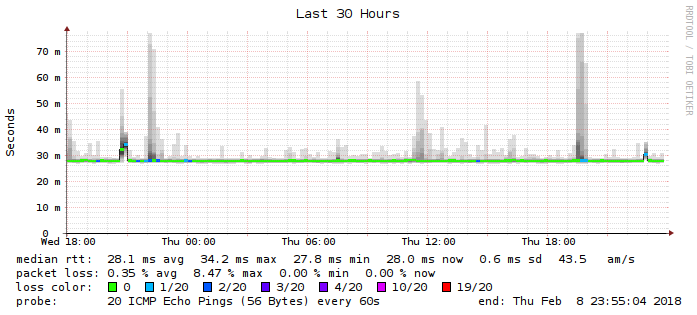 Last 30 Hours
RRDTOOL / TOBI OETIKER
Seconds
70 m
60 m
50 m
40 m
30 m
20 m
10 m
0
Wed 18:00 Thu 00:00 Thu 06:00 Thu 12:00 Thu 18:00
median rtt: 28.1 ms avg 34.2 ms max 27.8 ms min 28.0 ms now 0.6 ms sd 43.5 am/s
packet loss: 0.35 % avg 8.47 % max 0.00 % min 0.00 % now
loss color: 0 1/20 2/20 3/20 4/20 10/20 19/20
probe: 20 ICMP Echo Pings (56 Bytes) every 60s end: Thu Feb 8 23:55:04 2018